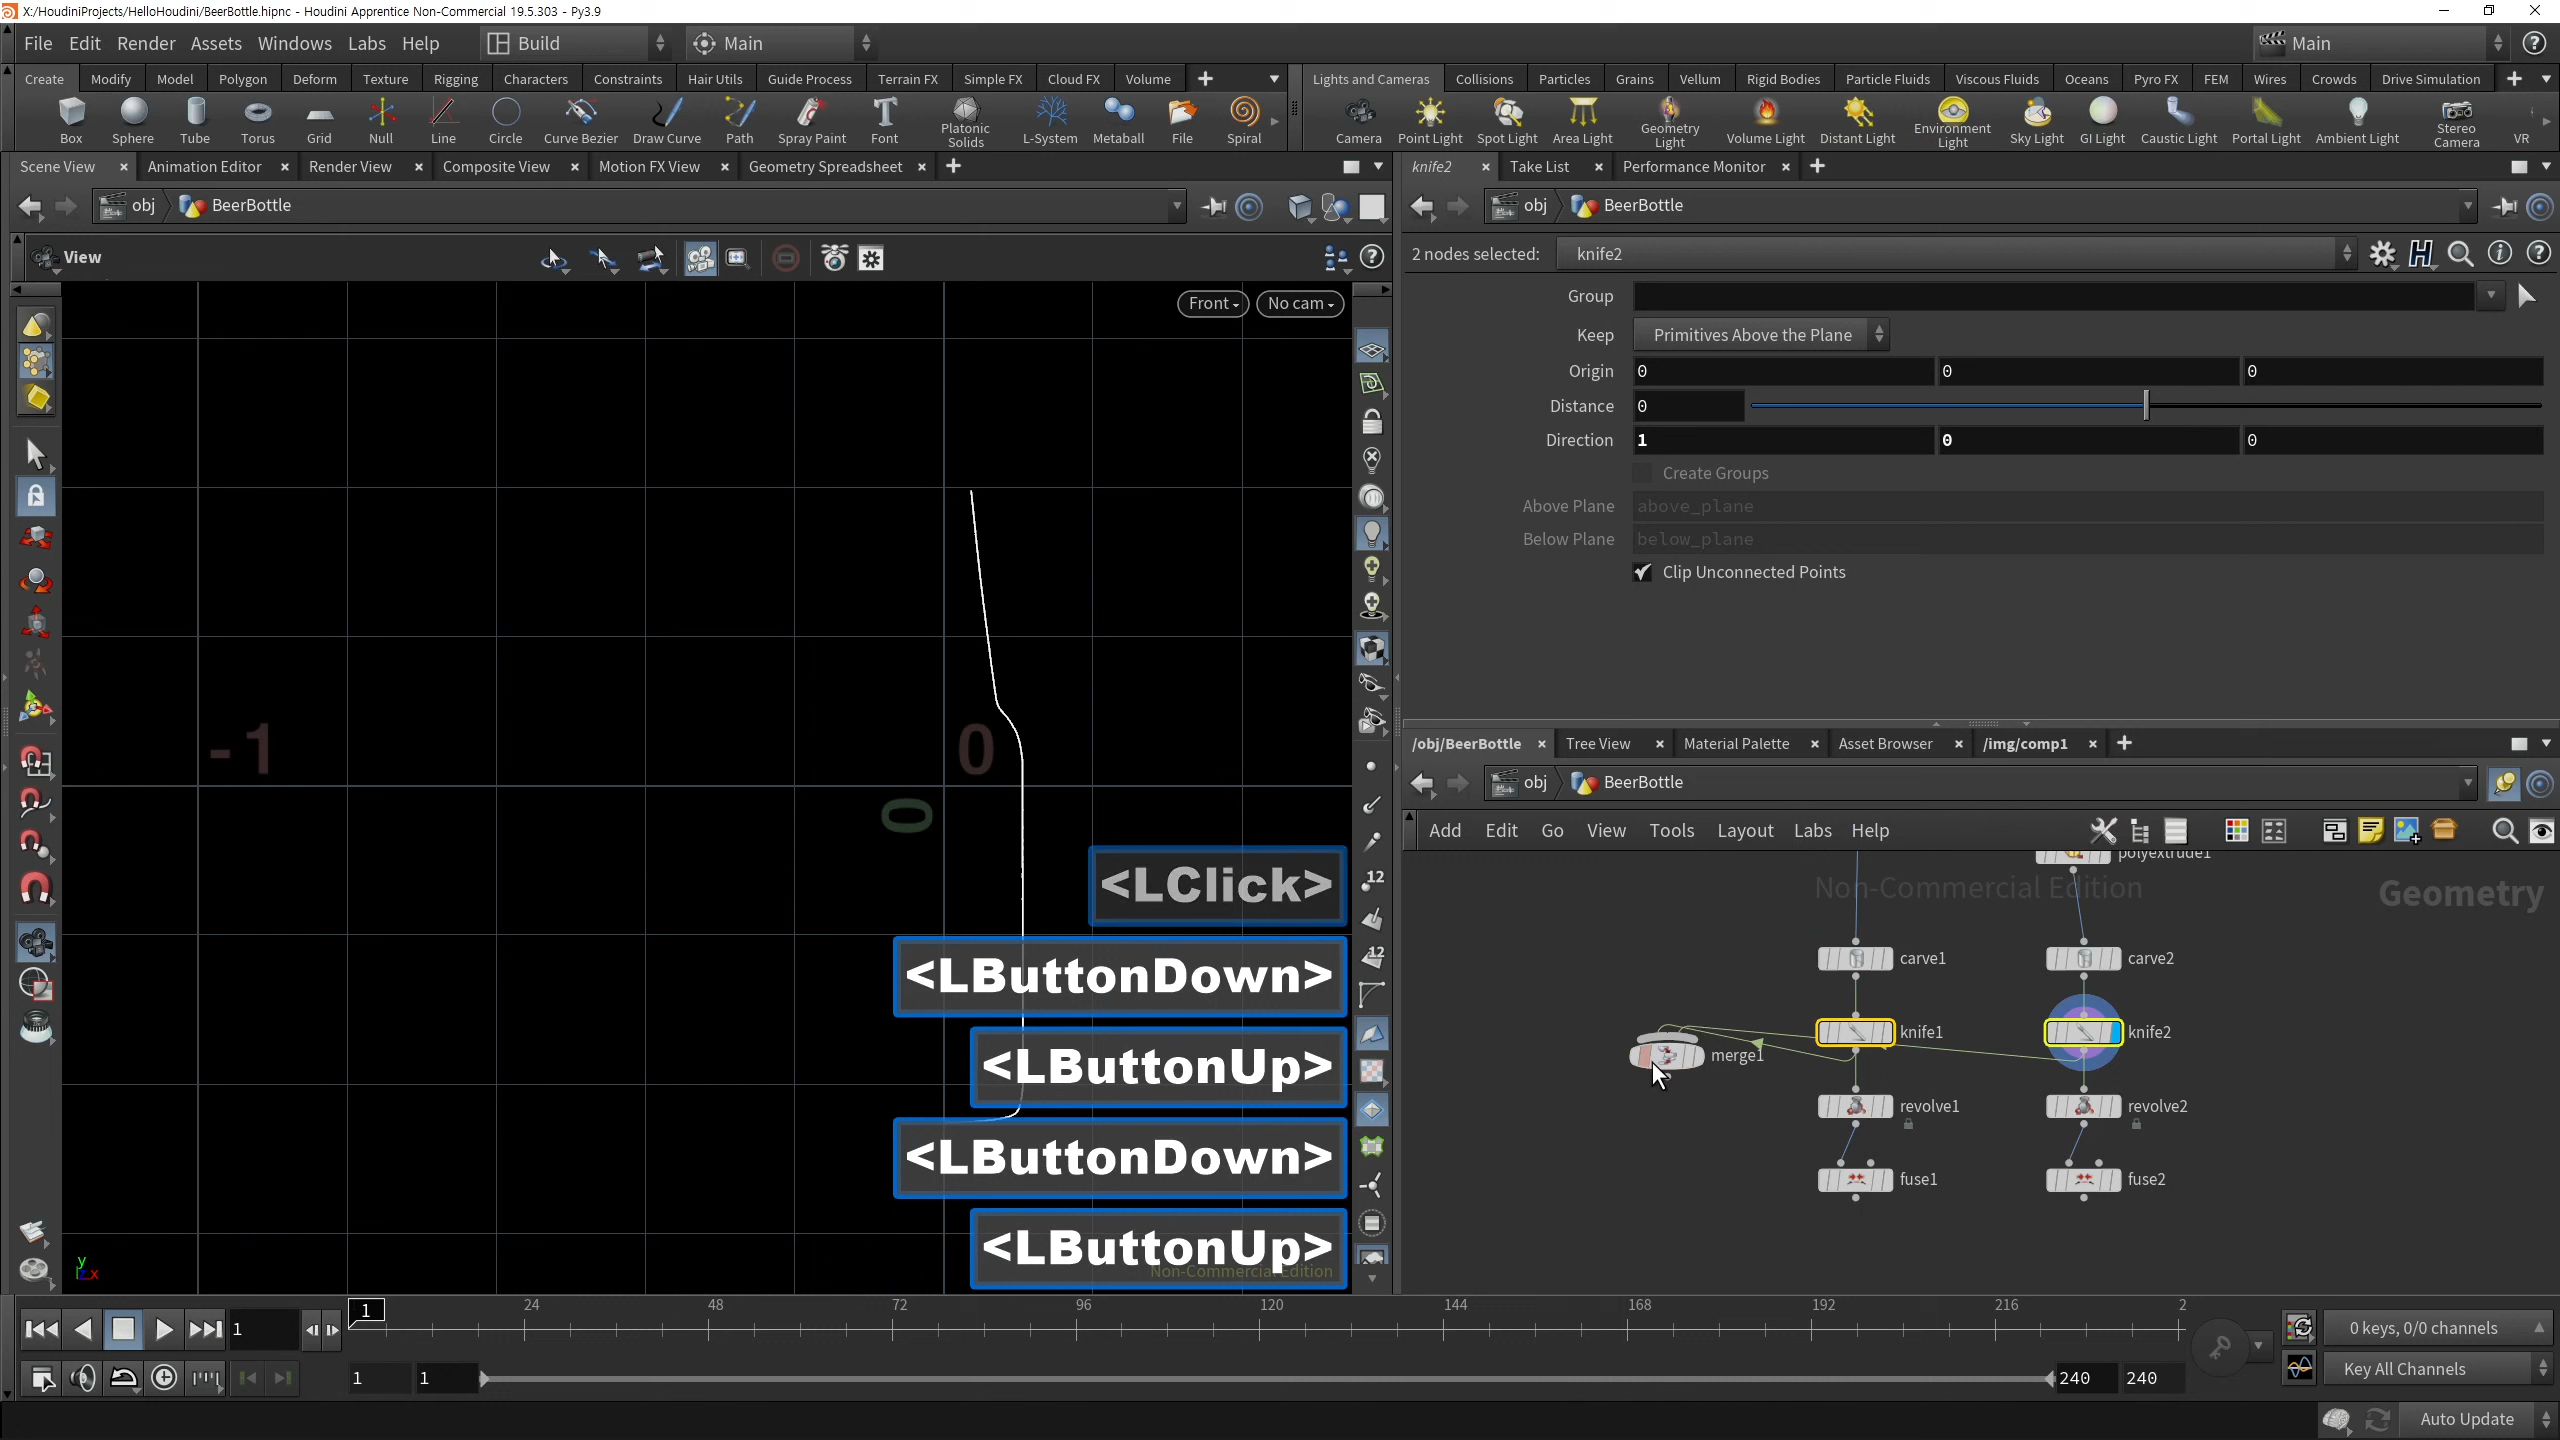 X:/HoudiniProjects/HelloHoudini/BeerBottle.hipnc - Houdini Apprentice Non-Commercial 19.5.303 - Py3.9
File Edit Render Assets Windows Labs Help Build Main Main
Create Modify Model Polygon Deform Texture Rigging Characters Constraints Hair Utils Guide Process Terrain FX Simple FX Cloud FX Volume
Lights and Cameras Collisions Particles Grains Vellum Rigid Bodies Particle Fluids Viscous Fluids Oceans Pyro FX FEM Wires Crowds Drive Simulation
Box Sphere Tube Torus Grid Null Line Circle Curve Bezier Draw Curve Path Spray Paint Font Platonic Solids L-System Metaball File Spiral
Camera Point Light Spot Light Area Light Geometry Light Volume Light Distant Light Environment Light Sky Light GI Light Caustic Light Portal Light Ambient Light Stereo Camera VR
Scene View Animation Editor Render View Composite View Motion FX View Geometry Spreadsheet
knife2 Take List Performance Monitor
obj BeerBottle
obj BeerBottle
View
2 nodes selected: knife2
Front No cam
Group
Keep Primitives Above the Plane
Origin 0 0 0
Distance 0
Direction 1 0 0
Create Groups
Above Plane above_plane
Below Plane below_plane
Clip Unconnected Points
-1
0
0
12
12
y
x
<LClick>
<LButtonDown>
<LButtonUp>
<LButtonDown>
<LButtonUp>
Non-Commercial Edition
/obj/BeerBottle Tree View Material Palette Asset Browser /img/comp1
obj BeerBottle
Add Edit Go View Tools Layout Labs Help
polyextrude1
Non-Commercial Edition
Geometry
carve1 carve2
knife1 knife2
merge1
revolve1 revolve2
fuse1 fuse2
1 1 24 48 72 96 120 144 168 192 216 2
0 keys, 0/0 channels
1 1 240 240
Key All Channels
Auto Update